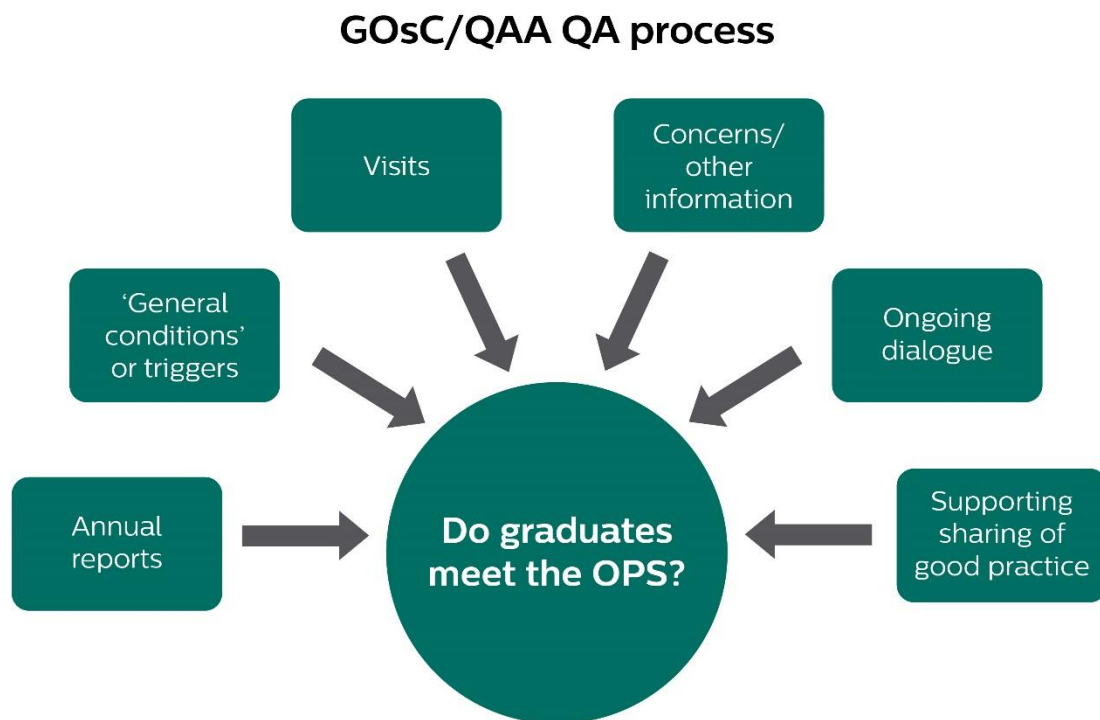 GOsC/QAA QA process
Visits
Concerns/
other
information
‘General
conditions’
or triggers
Ongoing
dialogue
Annual
reports
Do graduates
meet the OPS?
Supporting
sharing of
good practice